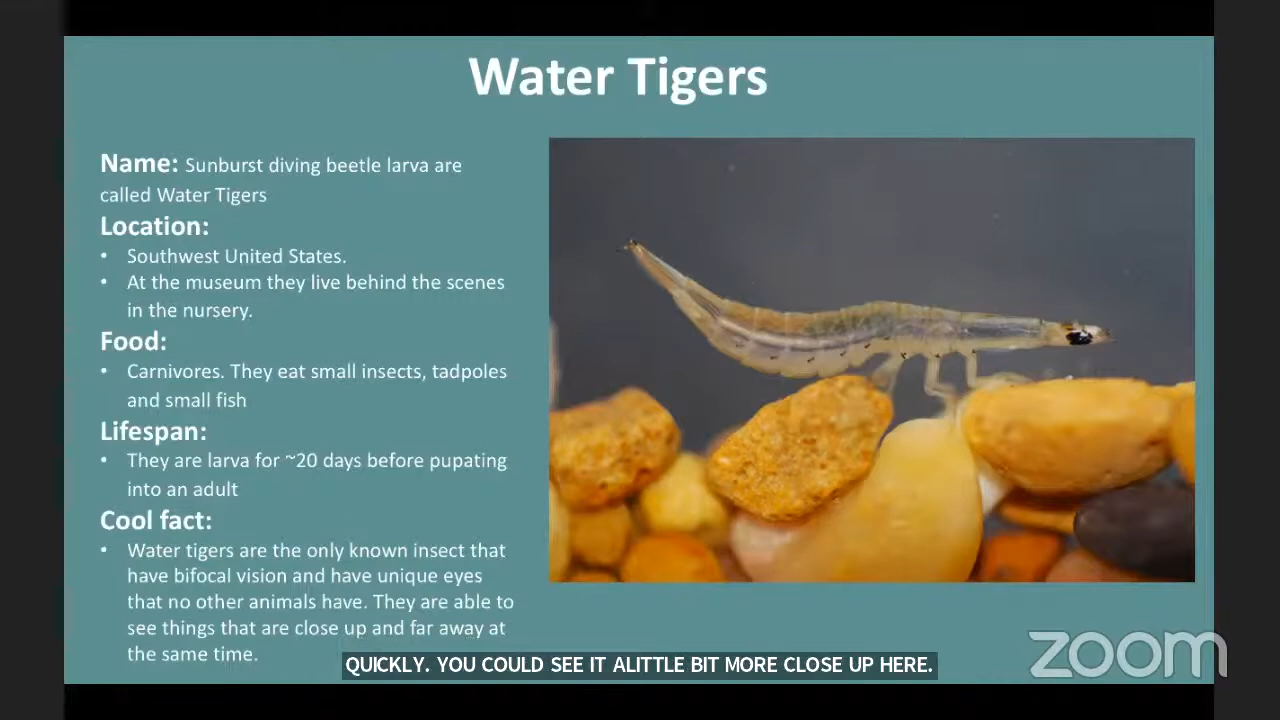 Water Tigers
Name: Sunburst diving beetle larva are
called Water Tigers
Location:
• Southwest United States.
• At the museum they live behind the scenes
in the nursery.
Food:
• Carnivores. They eat small insects, tadpoles
and small fish
Lifespan:
• They are larva for ~20 days before pupating
into an adult
Cool fact:
• Water tigers are the only known insect that
have bifocal vision and have unique eyes
that no other animals have. They are able to
see things that are close up and far away at
the same time.
QUICKLY. YOU COULD SEE IT ALITTLE BIT MORE CLOSE UP HERE.
zoom